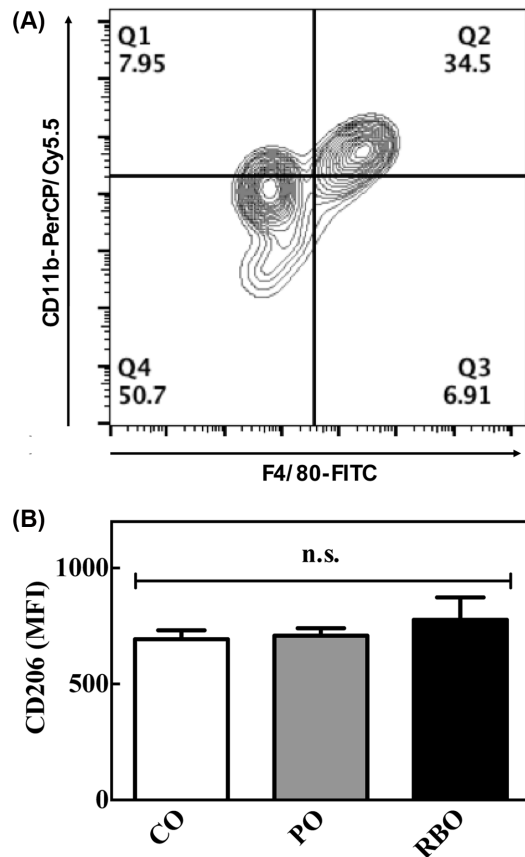 (A)
Q1
7.95
Q2
34.5
CD11b-PerCP/Cy5.5
Q4
50.7
Q3
6.91
F4/80-FITC
(B)
n.s.
1000
500
0
CD206 (MFI)
CO
PO
RBO